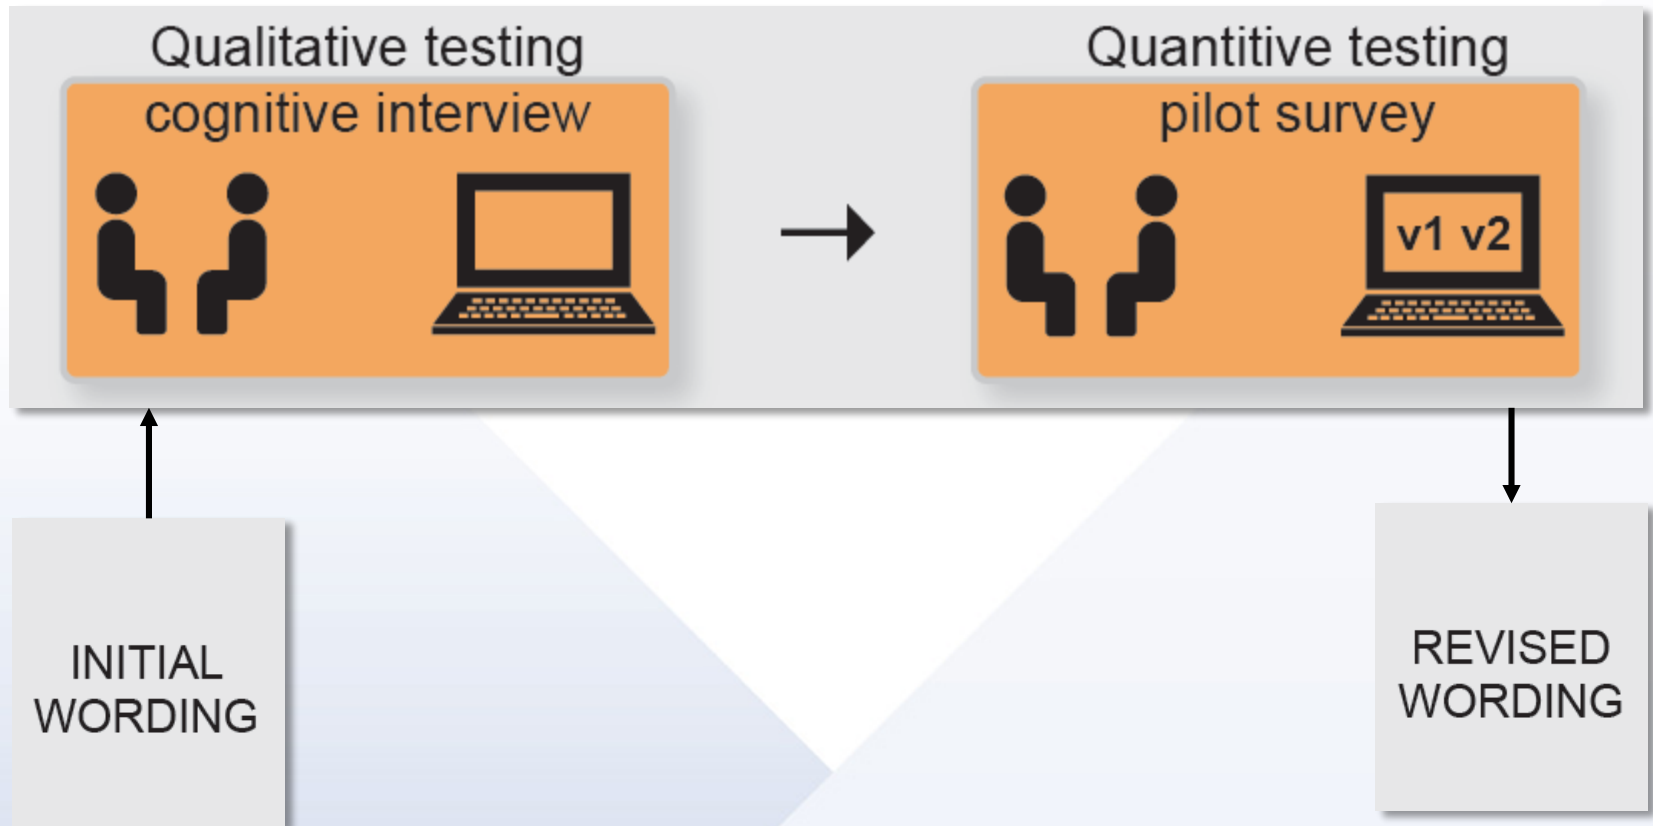 Qualitative testing
cognitive interview
Quantitive testing
pilot survey
v1 v2
INITIAL
WORDING
REVISED
WORDING